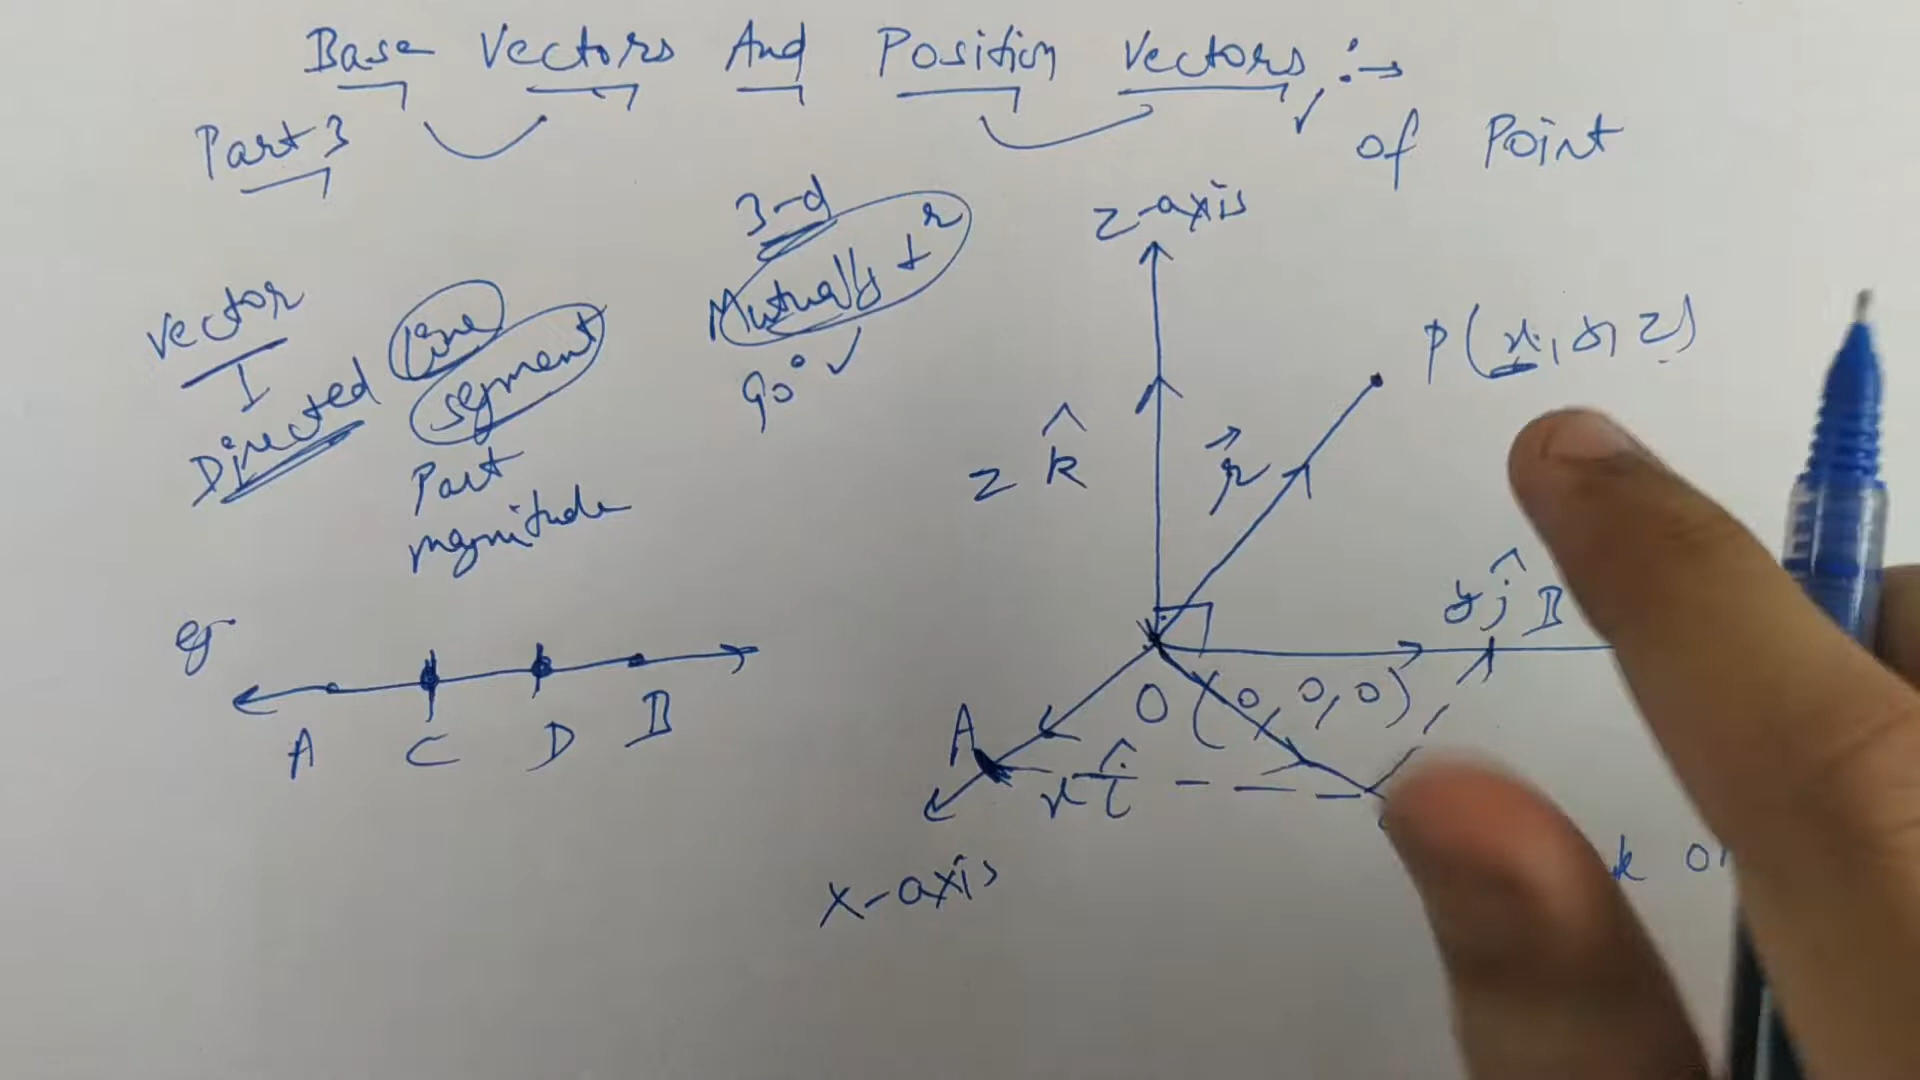 Base Vectors And Position Vectors :→
Part 3
of Point
3-d
Mutually ⊥r
90° ✓
z-axis
vector
Directed
Line
segment
Part
magnitude
P(x, y, z)
z k̂
r⃗
y ĵ B
eg
A C D B
O (0, 0, 0)
A
x î
x-axis